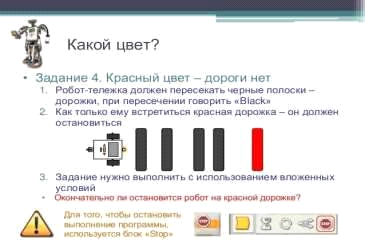 Какой цвет?
• Задание 4. Красный цвет – дороги нет
1. Робот-тележка должен пересекать черные полоски –
дорожки, при пересечении говорить «Black»
2. Как только ему встретиться красная дорожка – он должен
остановиться
3. Задание нужно выполнить с использованием вложенных
условий
• Окончательно ли остановится робот на красной дорожке?
Для того, чтобы остановить
выполнение программы,
используется блок «Stop»
STOP
STOP